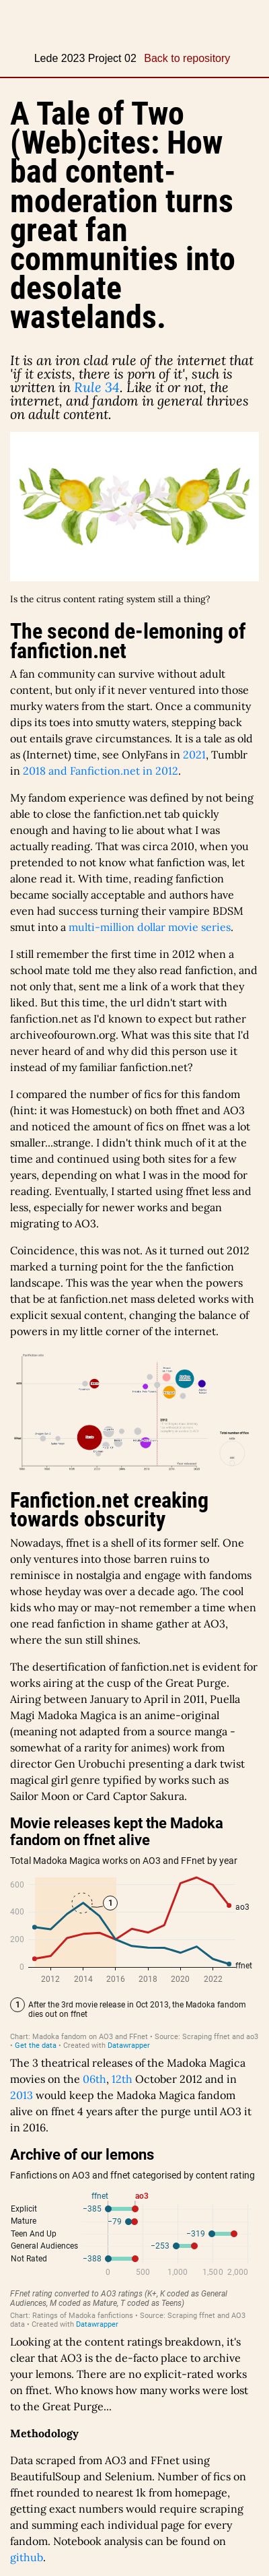 Lede 2023 Project 02 Back to repository
A Tale of Two
(Web)cites: How
bad content-
moderation turns
great fan
communities into
desolate
wastelands.
It is an iron clad rule of the internet that
'if it exists, there is porn of it', such is
written in Rule 34. Like it or not, the
internet, and fandom in general thrives
on adult content.
Is the citrus content rating system still a thing?
The second de-lemoning of
fanfiction.net
A fan community can survive without adult
content, but only if it never ventured into those
murky waters from the start. Once a community
dips its toes into smutty waters, stepping back
out entails grave circumstances. It is a tale as old
as (Internet) time, see OnlyFans in 2021, Tumblr
in 2018 and Fanfiction.net in 2012.
My fandom experience was defined by not being
able to close the fanfiction.net tab quickly
enough and having to lie about what I was
actually reading. That was circa 2010, when you
pretended to not know what fanfiction was, let
alone read it. With time, reading fanfiction
became socially acceptable and authors have
even had success turning their vampire BDSM
smut into a multi-million dollar movie series.
I still remember the first time in 2012 when a
school mate told me they also read fanfiction, and
not only that, sent me a link of a work that they
liked. But this time, the url didn't start with
fanfiction.net as I'd known to expect but rather
archiveofourown.org. What was this site that I'd
never heard of and why did this person use it
instead of my familiar fanfiction.net?
I compared the number of fics for this fandom
(hint: it was Homestuck) on both ffnet and AO3
and noticed the amount of fics on ffnet was a lot
smaller...strange. I didn't think much of it at the
time and continued using both sites for a few
years, depending on what I was in the mood for
reading. Eventually, I started using ffnet less and
less, especially for newer works and began
migrating to AO3.
Coincidence, this was not. As it turned out 2012
marked a turning point for the the fanfiction
landscape. This was the year when the powers
that be at fanfiction.net mass deleted works with
explicit sexual content, changing the balance of
powers in my little corner of the internet.
Fanfiction.net creaking
towards obscurity
Nowadays, ffnet is a shell of its former self. One
only ventures into those barren ruins to
reminisce in nostalgia and engage with fandoms
whose heyday was over a decade ago. The cool
kids who may or may-not remember a time when
one read fanfiction in shame gather at AO3,
where the sun still shines.
The desertification of fanfiction.net is evident for
works airing at the cusp of the Great Purge.
Airing between January to April in 2011, Puella
Magi Madoka Magica is an anime-original
(meaning not adapted from a source manga -
somewhat of a rarity for animes) work from
director Gen Urobuchi presenting a dark twist
magical girl genre typified by works such as
Sailor Moon or Card Captor Sakura.
Movie releases kept the Madoka
fandom on ffnet alive
Total Madoka Magica works on AO3 and FFnet by year
600
400
200
0
1
ao3
ffnet
2012 2014 2016 2018 2020 2022
1 After the 3rd movie release in Oct 2013, the Madoka fandom
dies out on ffnet
Chart: Madoka fandom on AO3 and FFnet • Source: Scraping ffnet and ao3
• Get the data • Created with Datawrapper
The 3 theatrical releases of the Madoka Magica
movies on the 06th, 12th October 2012 and in
2013 would keep the Madoka Magica fandom
alive on ffnet 4 years after the purge until AO3 it
in 2016.
Archive of our lemons
Fanfictions on AO3 and ffnet categorised by content rating
ffnet ao3
Explicit −385
Mature −79
Teen And Up −319
General Audiences −253
Not Rated −388
0 500 1,000 1,500 2,000
FFnet rating converted to AO3 ratings (K+, K coded as General
Audiences, M coded as Mature, T coded as Teens)
Chart: Ratings of Madoka fanfictions • Source: Scraping ffnet and AO3
data • Created with Datawrapper
Looking at the content ratings breakdown, it's
clear that AO3 is the de-facto place to archive
your lemons. There are no explicit-rated works
on ffnet. Who knows how many works were lost
to the Great Purge...
Methodology
Data scraped from AO3 and FFnet using
BeautifulSoup and Selenium. Number of fics on
ffnet rounded to nearest 1k from homepage,
getting exact numbers would require scraping
and summing each individual page for every
fandom. Notebook analysis can be found on
github.